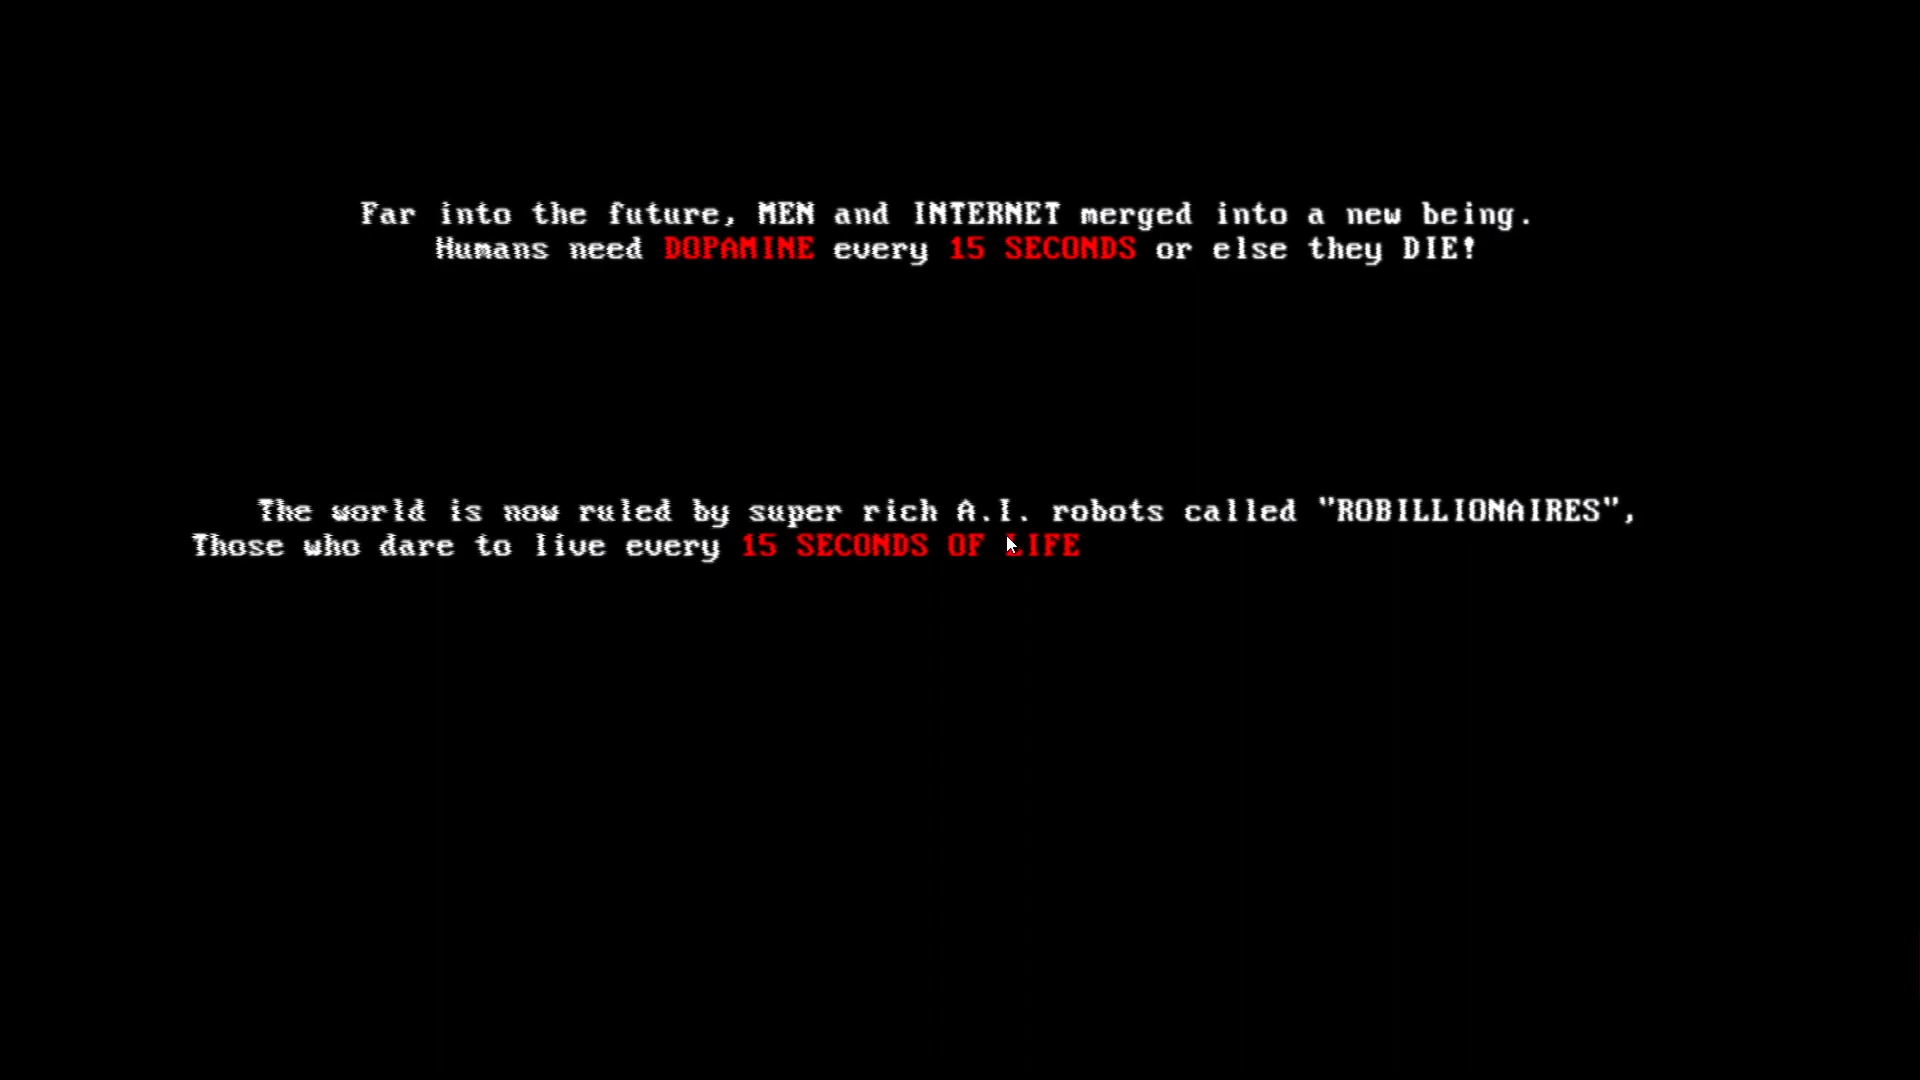 Far into the future, MEN and INTERNET merged into a new being.
Humans need DOPAMINE every 15 SECONDS or else they DIE!
The world is now ruled by super rich A.I. robots called "ROBILLIONAIRES",
Those who dare to live every 15 SECONDS OF LIFE